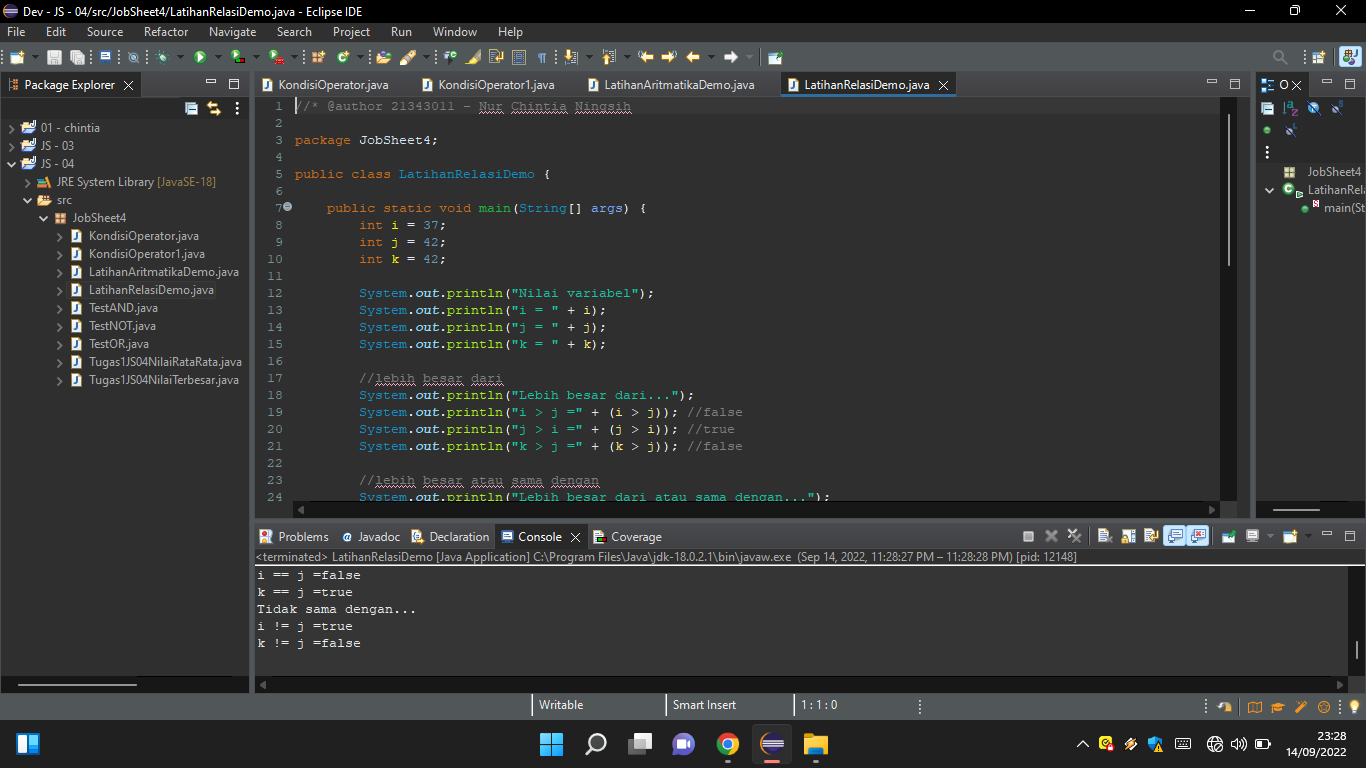 Dev - JS - 04/src/JobSheet4/LatihanRelasiDemo.java - Eclipse IDE
File Edit Source Refactor Navigate Search Project Run Window Help
Package Explorer
01 - chintia
JS - 03
JS - 04
JRE System Library [JavaSE-18]
src
JobSheet4
KondisiOperator.java
KondisiOperator1.java
LatihanAritmatikaDemo.java
LatihanRelasiDemo.java
TestAND.java
TestNOT.java
TestOR.java
Tugas1JS04NilaiRataRata.java
Tugas1JS04NilaiTerbesar.java
KondisiOperator.java KondisiOperator1.java LatihanAritmatikaDemo.java LatihanRelasiDemo.java
1 //* @author 21343011 - Nur Chintia Ningsih
2
3 package JobSheet4;
4
5 public class LatihanRelasiDemo {
6
7 public static void main(String[] args) {
8 int i = 37;
9 int j = 42;
10 int k = 42;
11
12 System.out.println("Nilai variabel");
13 System.out.println("i = " + i);
14 System.out.println("j = " + j);
15 System.out.println("k = " + k);
16
17 //lebih besar dari
18 System.out.println("Lebih besar dari...");
19 System.out.println("i > j =" + (i > j)); //false
20 System.out.println("j > i =" + (j > i)); //true
21 System.out.println("k > j =" + (k > j)); //false
22
23 //lebih besar atau sama dengan
24 System.out.println("Lebih besar dari atau sama dengan...");
O
JobSheet4
LatihanRela
main(St
Problems Javadoc Declaration Console Coverage
<terminated> LatihanRelasiDemo [Java Application] C:\Program Files\Java\jdk-18.0.2.1\bin\javaw.exe (Sep 14, 2022, 11:28:27 PM – 11:28:28 PM) [pid: 12148]
i == j =false
k == j =true
Tidak sama dengan...
i != j =true
k != j =false
Writable Smart Insert 1 : 1 : 0
23:28
14/09/2022